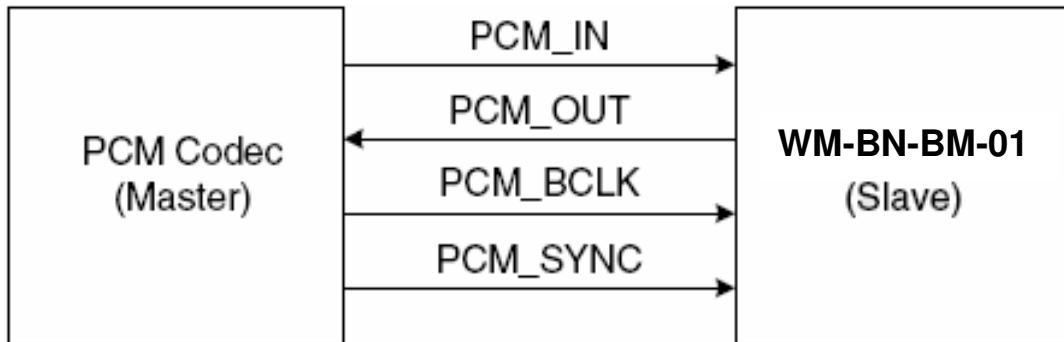 PCM_IN
PCM_OUT
PCM_BCLK
PCM_SYNC
PCM Codec
(Master)
WM-BN-BM-01
(Slave)